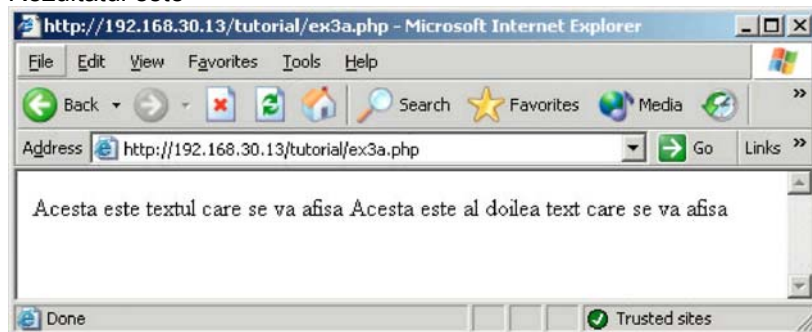 Rezultatul este
http://192.168.30.13/tutorial/ex3a.php - Microsoft Internet Explorer
File Edit View Favorites Tools Help
Back Search Favorites Media »
Address http://192.168.30.13/tutorial/ex3a.php Go Links »
Acesta este textul care se va afisa Acesta este al doilea text care se va afisa
Done Trusted sites